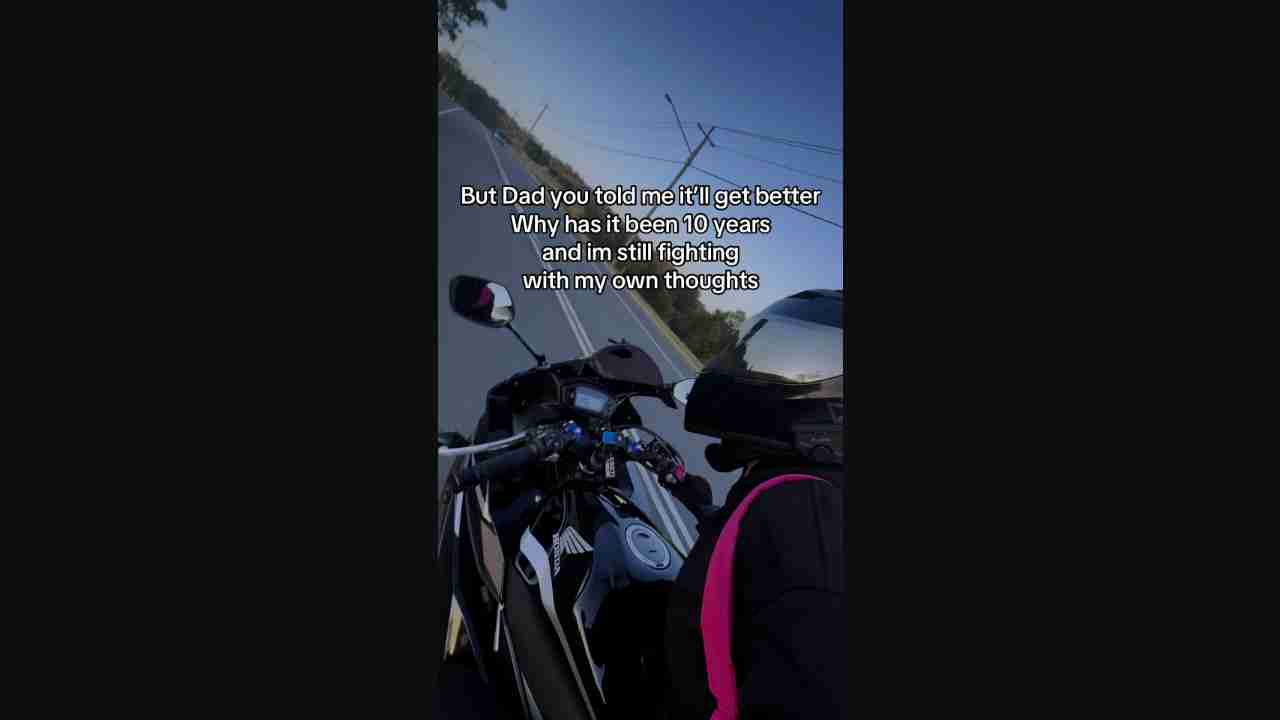 But Dad you told me it’ll get better
Why has it been 10 years
and im still fighting
with my own thoughts
HONDA